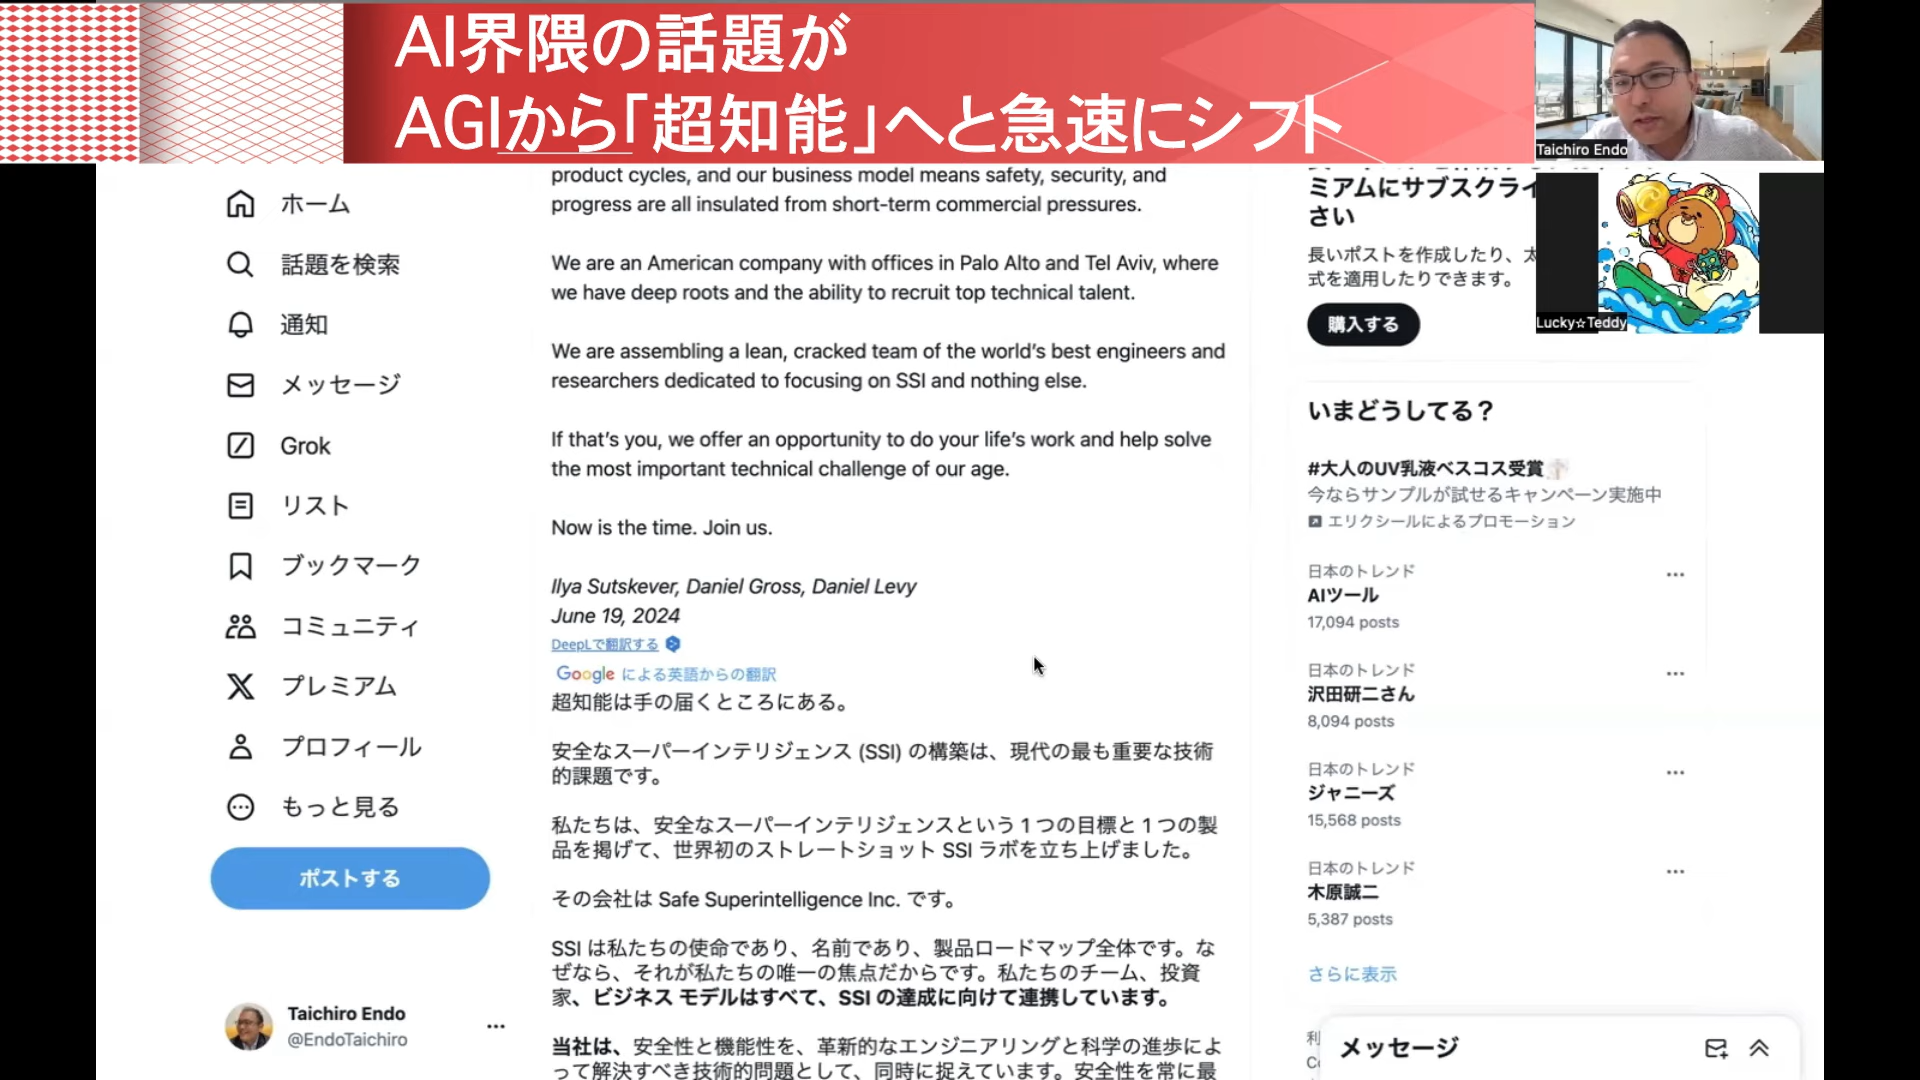 AI界隈の話題が
AGIから「超知能」へと急速にシフト
Taichiro Endo
Lucky☆Teddy
ホーム
話題を検索
通知
メッセージ
Grok
リスト
ブックマーク
コミュニティ
プレミアム
プロフィール
もっと見る
ポストする
Taichiro Endo
@EndoTaichiro
product cycles, and our business model means safety, security, and
progress are all insulated from short-term commercial pressures.
We are an American company with offices in Palo Alto and Tel Aviv, where
we have deep roots and the ability to recruit top technical talent.
We are assembling a lean, cracked team of the world's best engineers and
researchers dedicated to focusing on SSI and nothing else.
If that's you, we offer an opportunity to do your life's work and help solve
the most important technical challenge of our age.
Now is the time. Join us.
Ilya Sutskever, Daniel Gross, Daniel Levy
June 19, 2024
DeepLで翻訳する
Google による英語からの翻訳
超知能は手の届くところにある。
安全なスーパーインテリジェンス (SSI) の構築は、現代の最も重要な技術
的課題です。
私たちは、安全なスーパーインテリジェンスという 1 つの目標と 1 つの製
品を掲げて、世界初のストレートショット SSI ラボを立ち上げました。
その会社は Safe Superintelligence Inc. です。
SSI は私たちの使命であり、名前であり、製品ロードマップ全体です。な
ぜなら、それが私たちの唯一の焦点だからです。私たちのチーム、投資
家、ビジネス モデルはすべて、SSI の達成に向けて連携しています。
当社は、安全性と機能性を、革新的なエンジニアリングと科学の進歩によ
って解決すべき技術的問題として、同時に捉えています。安全性を常に最
ミアムにサブスクライ
さい
長いポストを作成したり、太
式を適用したりできます。
購入する
いまどうしてる？
#大人のUV乳液ベスコス受賞
今ならサンプルが試せるキャンペーン実施中
エリクシールによるプロモーション
日本のトレンド
AIツール
17,094 posts
日本のトレンド
沢田研二さん
8,094 posts
日本のトレンド
ジャニーズ
15,568 posts
日本のトレンド
木原誠二
5,387 posts
さらに表示
メッセージ